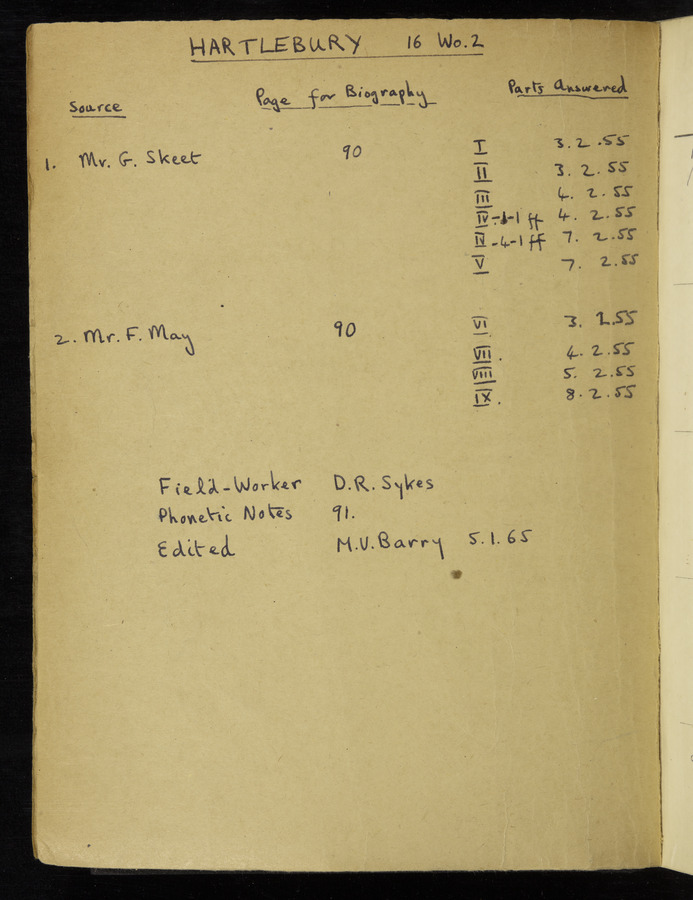 HARTLEBURY 16 Wo.2
Source Page for Biography Parts Answered
1. Mr. G. Skeet 90 I 3.2.55
II 3.2.55
III 4.2.55
IV-1-1 ff 4.2.55
IV-4-1 ff 7.2.55
V 7.2.55
2. Mr. F. May 90 VI 3.2.55
VII. 4.2.55
VIII 5.2.55
IX. 8.2.55
Field-Worker D.R. Sykes
Phonetic Notes 91.
Edited M.V. Barry 5.1.65